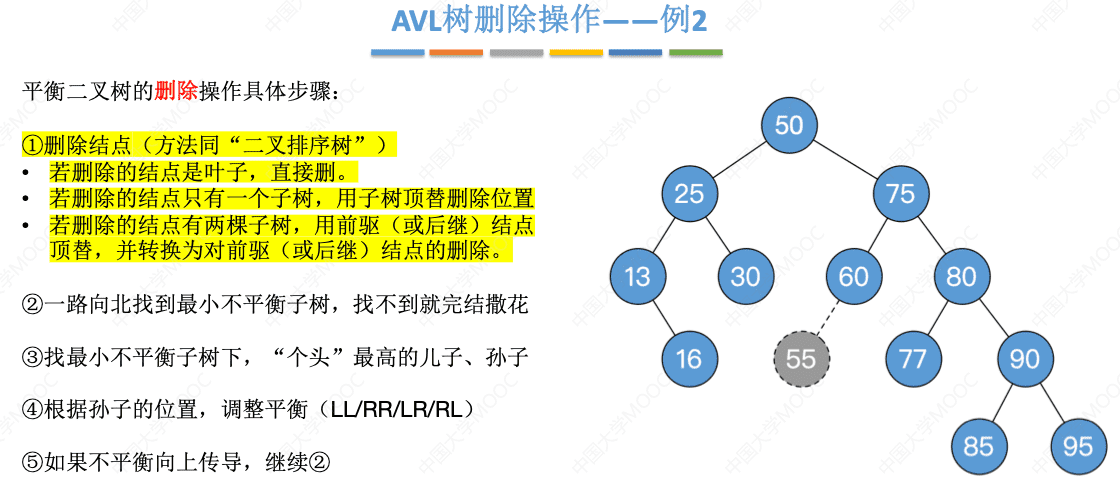 AVL树删除操作——例2
平衡二叉树的删除操作具体步骤：
①删除结点（方法同“二叉排序树”）
• 若删除的结点是叶子，直接删。
• 若删除的结点只有一个子树，用子树顶替删除位置
• 若删除的结点有两棵子树，用前驱（或后继）结点
顶替，并转换为对前驱（或后继）结点的删除。
②一路向北找到最小不平衡子树，找不到就完结撒花
③找最小不平衡子树下，“个头”最高的儿子、孙子
④根据孙子的位置，调整平衡（LL/RR/LR/RL）
⑤如果不平衡向上传导，继续②
50
25 75
13 30 60 80
16 55 77 90
85 95
中国大学MOOC